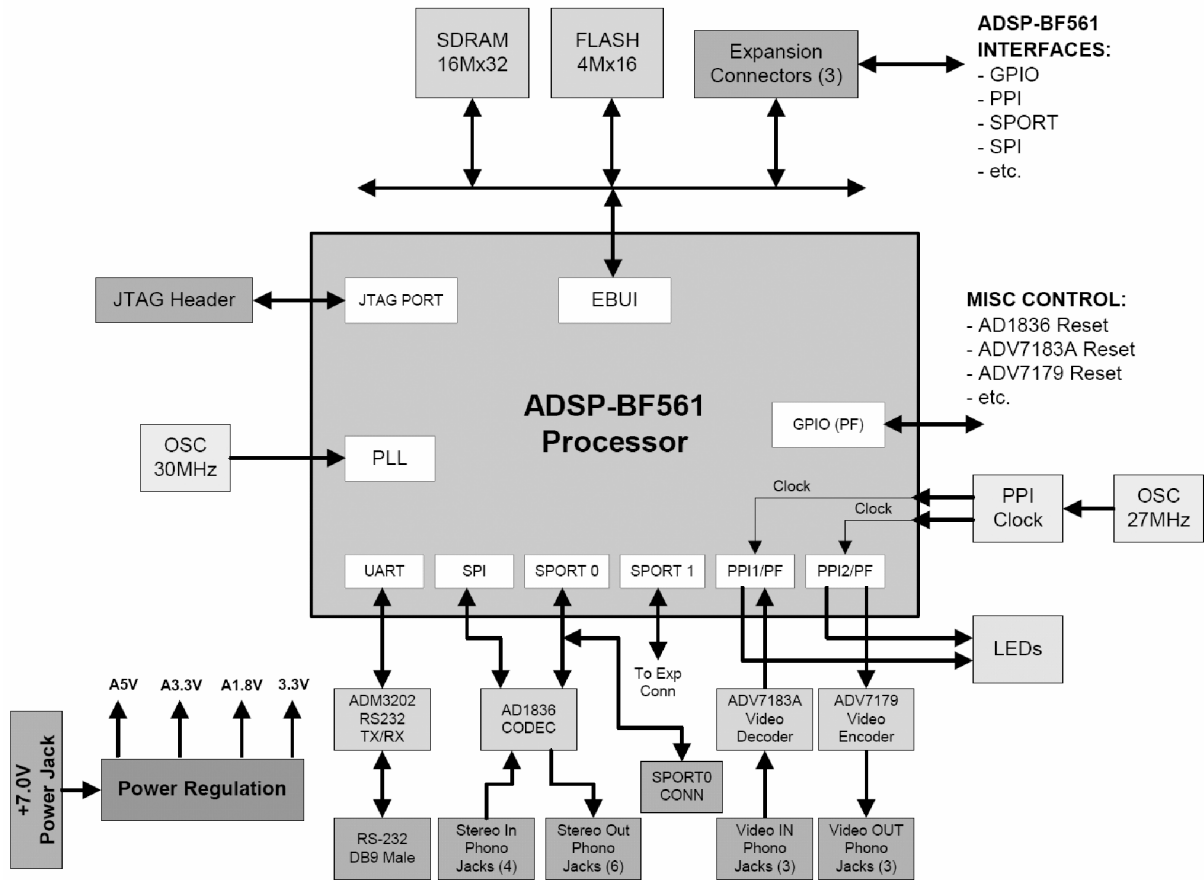 SDRAM
16Mx32
FLASH
4Mx16
Expansion
Connectors (3)
ADSP-BF561
INTERFACES:
- GPIO
- PPI
- SPORT
- SPI
- etc.
JTAG Header
JTAG PORT
EBUI
MISC CONTROL:
- AD1836 Reset
- ADV7183A Reset
- ADV7179 Reset
- etc.
ADSP-BF561
Processor
GPIO (PF)
OSC
30MHz
PLL
Clock
Clock
PPI
Clock
OSC
27MHz
UART
SPI
SPORT 0
SPORT 1
PPI1/PF
PPI2/PF
LEDs
To Exp
Conn
A5V
A3.3V
A1.8V
3.3V
ADM3202
RS232
TX/RX
AD1836
CODEC
ADV7183A
Video
Decoder
ADV7179
Video
Encoder
+7.0V
Power Jack
Power Regulation
SPORT0
CONN
RS-232
DB9 Male
Stereo In
Phono
Jacks (4)
Stereo Out
Phono
Jacks (6)
Video IN
Phono
Jacks (3)
Video OUT
Phono
Jacks (3)